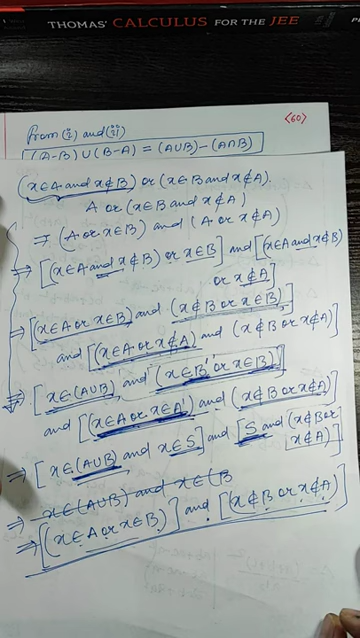 THOMAS' CALCULUS FOR THE JEE
<60>
from (i) and (ii)
(A-B)∪(B-A) = (A∪B)-(A∩B)
(x∈A and x∉B) or (x∈B and x∉A).
A or (x∈B and x∉A)
⇒ (A or x∈B) and (A or x∉A)
⇒ [(x∈A and x∉B) or x∈B] and [(x∈A and x∉B)
or x∉A]
⇒ [(x∈A or x∈B) and (x∉B or x∈B)]
and [(x∈A or x∉A) and (x∉B or x∉A)]
⇒ [x∈(A∪B) and (x∈B' or x∈B)]
and [(x∈A or x∈A') and (x∉B or x∉A)]
⇒ [x∈(A∪B) and x∈S] and [S and (x∉B or
x∉A)]
⇒ x∈(A∪B) and x∈(B
⇒ [(x∈A or x∈B)] and [(x∉B or x∉A)]